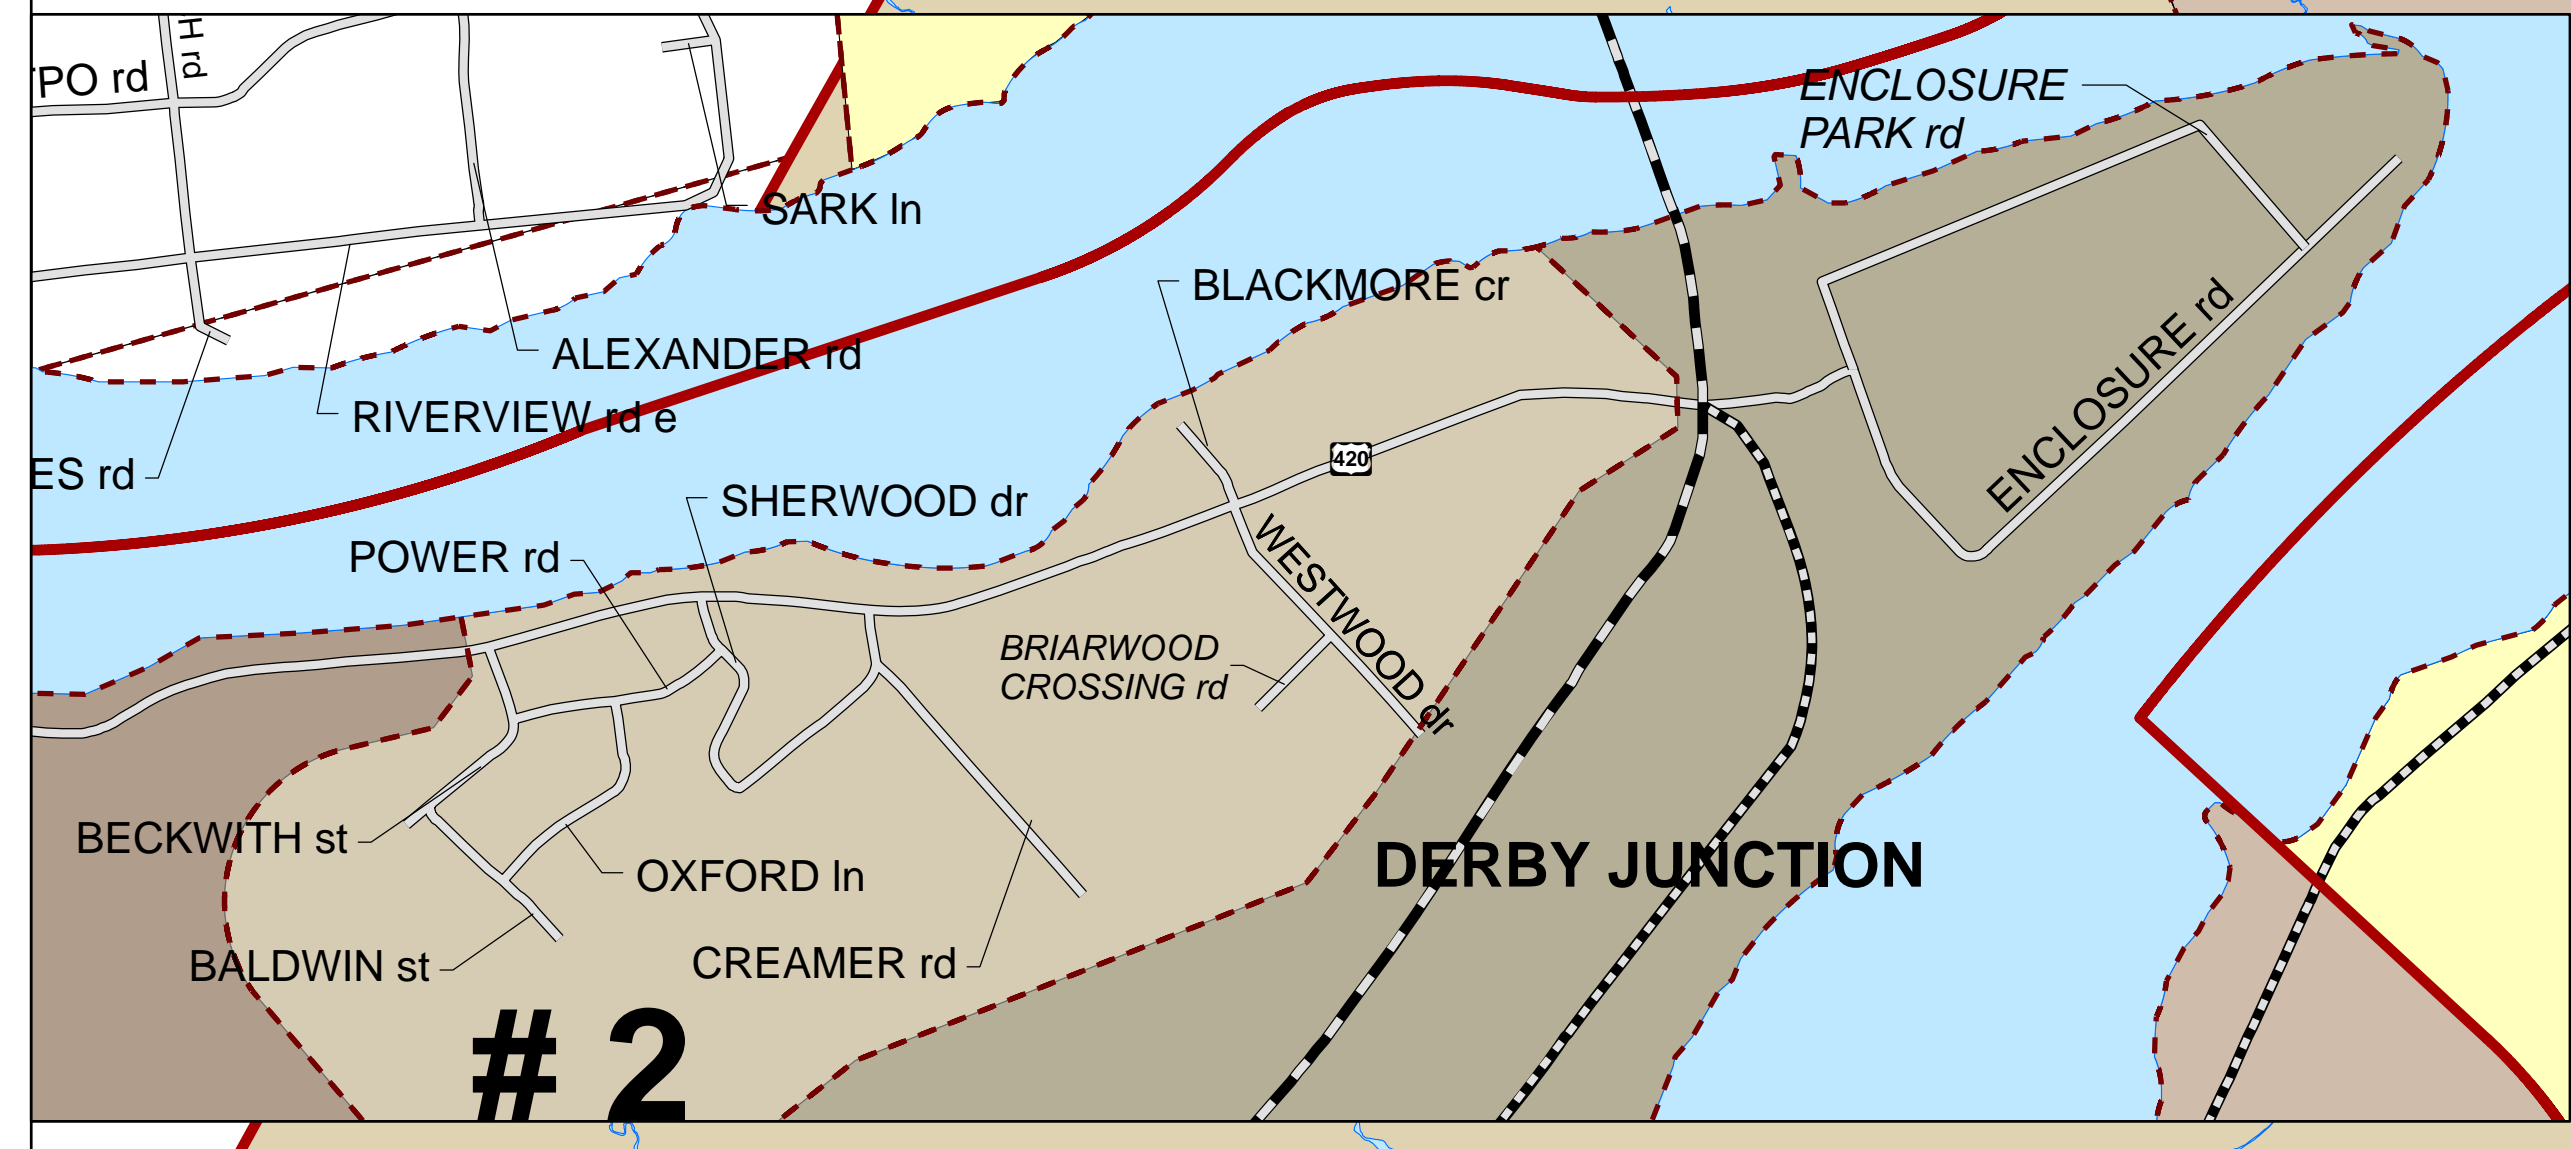 H rd
PO rd
ENCLOSURE
PARK rd
SARK ln
BLACKMORE cr
ENCLOSURE rd
ALEXANDER rd
RIVERVIEW rd e
420
ES rd
SHERWOOD dr
POWER rd
WESTWOOD dr
BRIARWOOD
CROSSING rd
BECKWITH st
DERBY JUNCTION
OXFORD ln
BALDWIN st
CREAMER rd
# 2